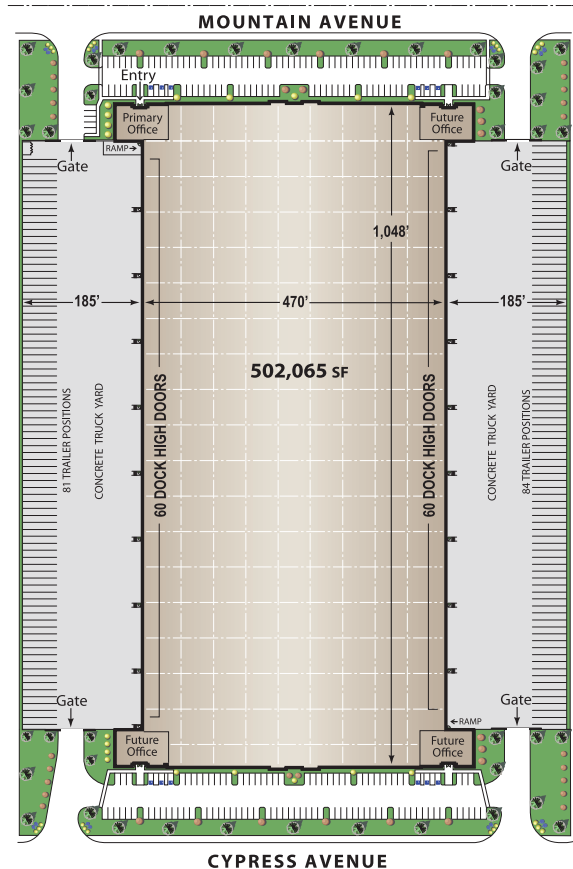 MOUNTAIN AVENUE
Entry
Primary
Office
Future
Office
Gate
RAMP→
Gate
1,048'
185'
470'
185'
502,065 SF
81 TRAILER POSITIONS
CONCRETE TRUCK YARD
60 DOCK HIGH DOORS
60 DOCK HIGH DOORS
CONCRETE TRUCK YARD
84 TRAILER POSITIONS
Gate
Gate
←RAMP
Future
Office
Future
Office
CYPRESS AVENUE